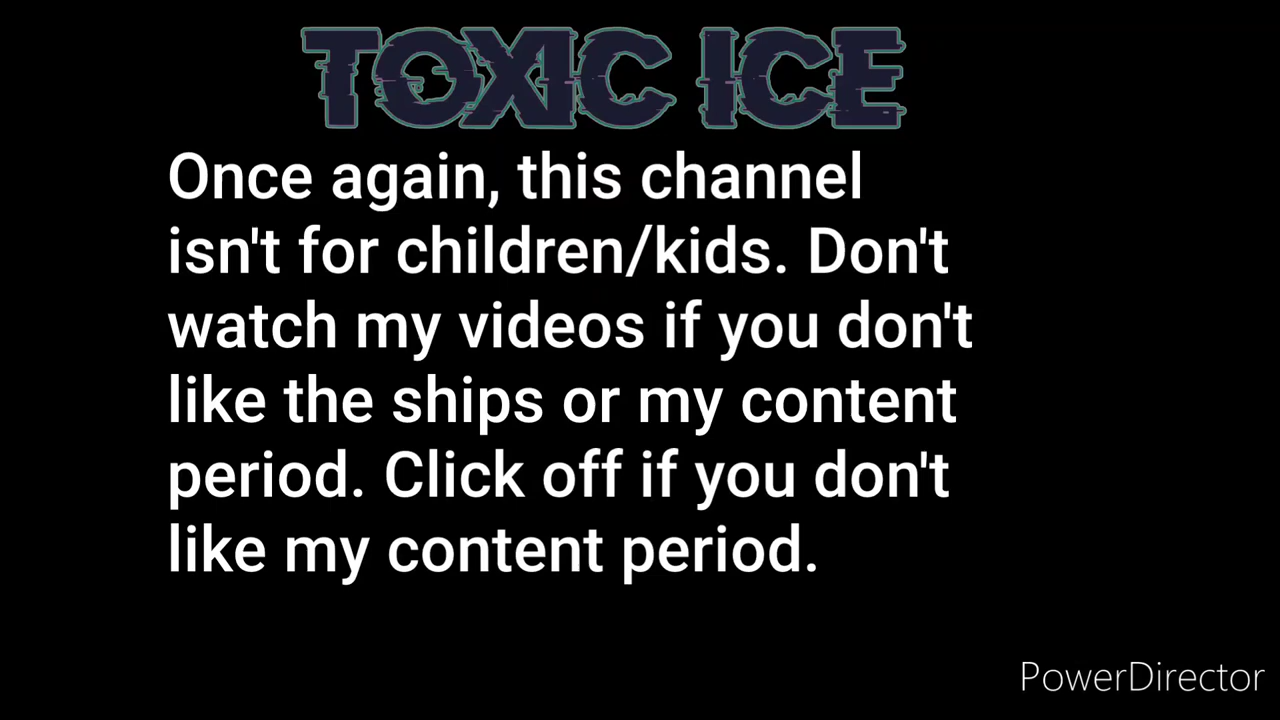 TOXIC ICE
Once again, this channel
isn't for children/kids. Don't
watch my videos if you don't
like the ships or my content
period. Click off if you don't
like my content period.
PowerDirector